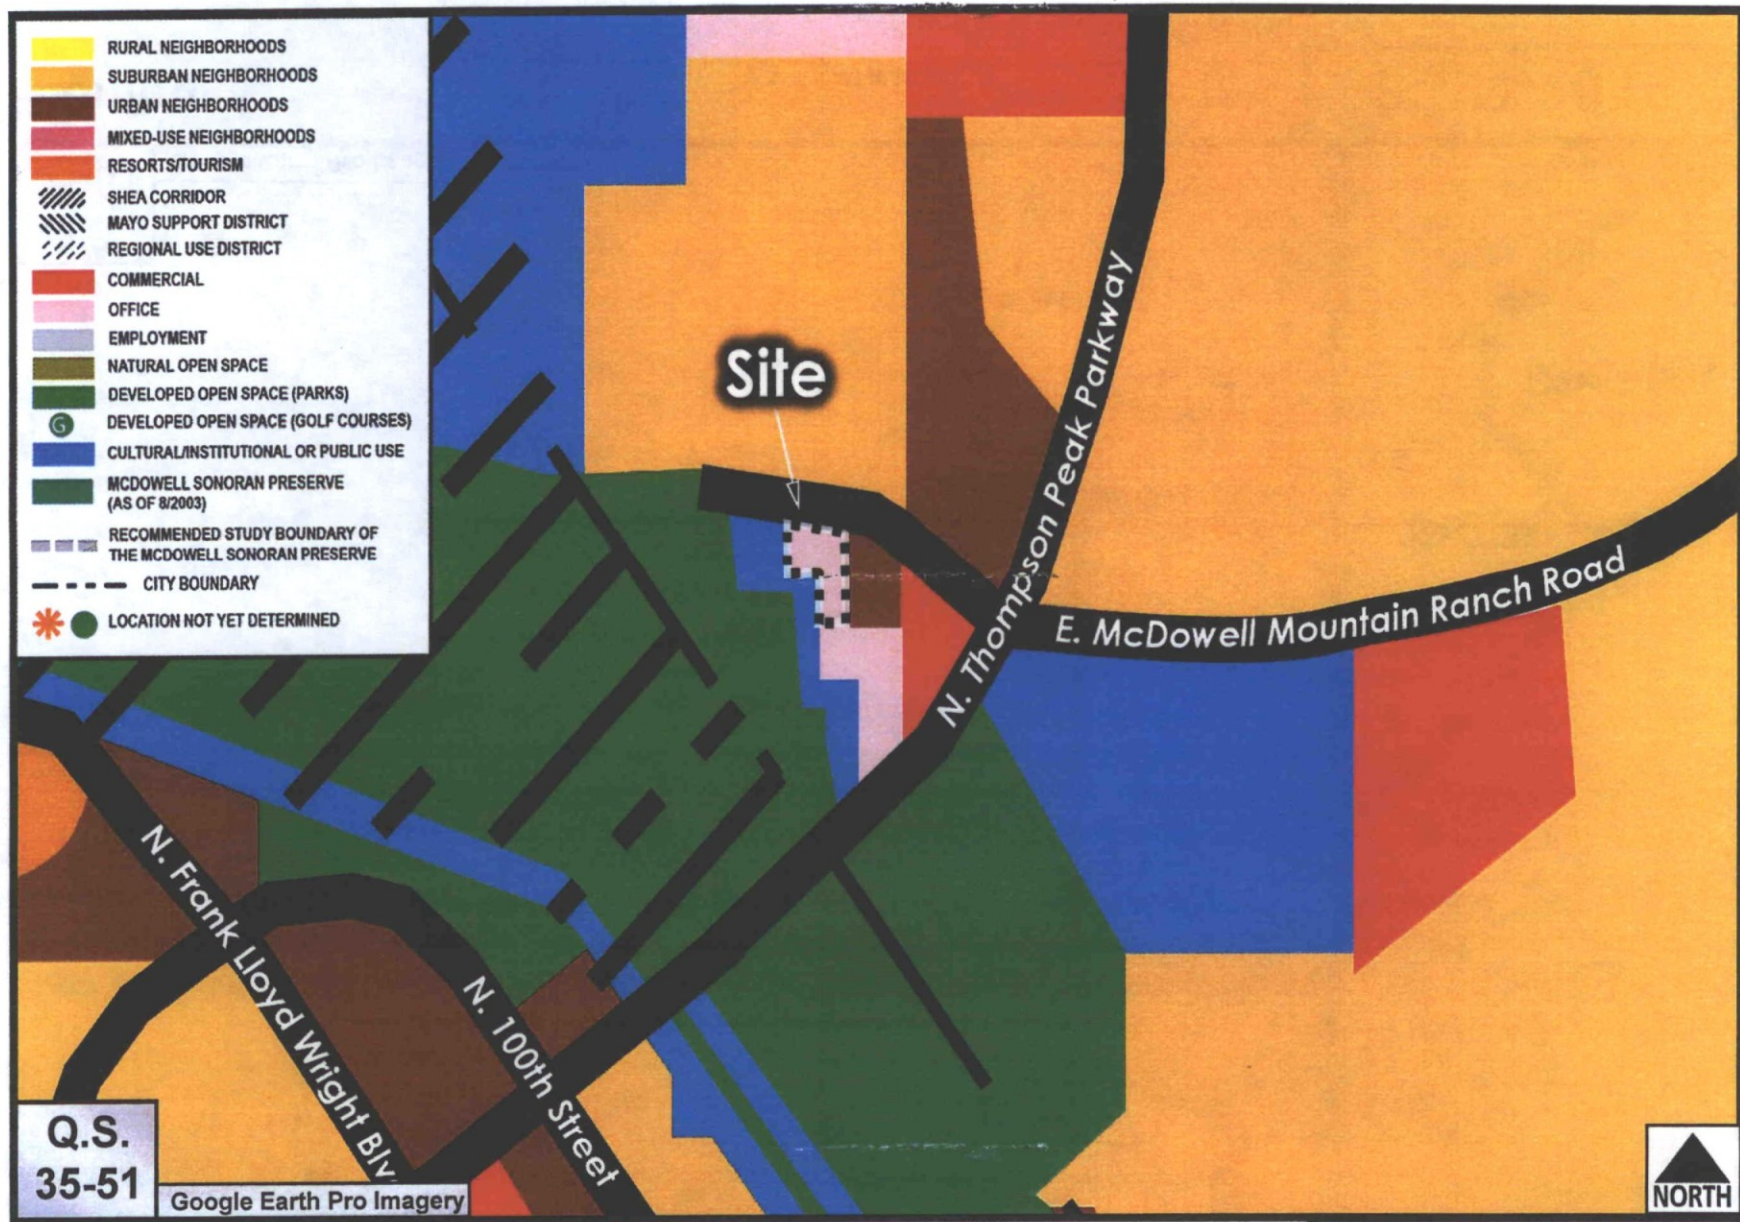 RURAL NEIGHBORHOODS
SUBURBAN NEIGHBORHOODS
URBAN NEIGHBORHOODS
MIXED-USE NEIGHBORHOODS
RESORTS/TOURISM
SHEA CORRIDOR
MAYO SUPPORT DISTRICT
REGIONAL USE DISTRICT
COMMERCIAL
OFFICE
EMPLOYMENT
NATURAL OPEN SPACE
DEVELOPED OPEN SPACE (PARKS)
G DEVELOPED OPEN SPACE (GOLF COURSES)
CULTURAL/INSTITUTIONAL OR PUBLIC USE
MCDOWELL SONORAN PRESERVE
(AS OF 8/2003)
RECOMMENDED STUDY BOUNDARY OF
THE MCDOWELL SONORAN PRESERVE
CITY BOUNDARY
LOCATION NOT YET DETERMINED
Site
N. Thompson Peak Parkway
E. McDowell Mountain Ranch Road
N. Frank Lloyd Wright Blv
N. 100th Street
Q.S.
35-51
Google Earth Pro Imagery
NORTH